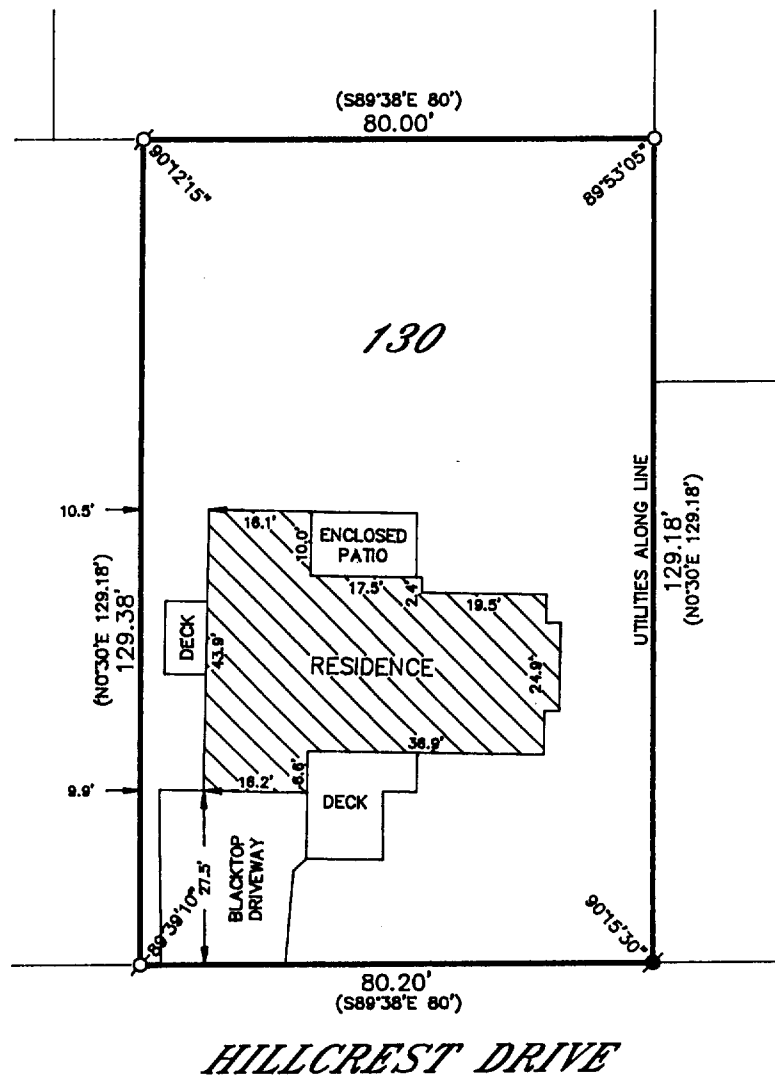 (S89°38'E 80')
80.00'
90°12'15"
89°53'05"
130
10.5'
16.1'
10.0'
ENCLOSED
PATIO
17.5'
2.4'
19.5'
UTILITIES ALONG LINE
129.18'
(N0°30'E 129.18')
(N0°30'E 129.18')
129.38'
DECK
43.9'
RESIDENCE
24.9'
36.9'
9.9'
16.2'
6.6'
DECK
27.5'
BLACKTOP
DRIVEWAY
89°39'10"
90°15'30"
80.20'
(S89°38'E 80')
HILLCREST DRIVE